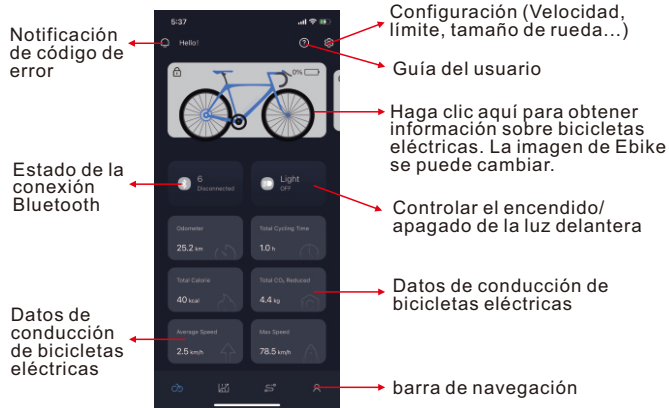 Notificación
de código de
error
Estado de la
conexión
Bluetooth
Datos de
conducción
de bicicletas
eléctricas
5:37
Hello!
0%
6
Disconnected
Light
OFF
Odometer
25.2 km
Total Cycling Time
1.0 h
Total Calorie
40 kcal
Total CO₂ Reduced
4.4 kg
Average Speed
2.5 km/h
Max Speed
78.5 km/h
Configuración (Velocidad,
límite, tamaño de rueda...)
Guía del usuario
Haga clic aquí para obtener
información sobre bicicletas
eléctricas. La imagen de Ebike
se puede cambiar.
Controlar el encendido/
apagado de la luz delantera
Datos de conducción de
bicicletas eléctricas
barra de navegación